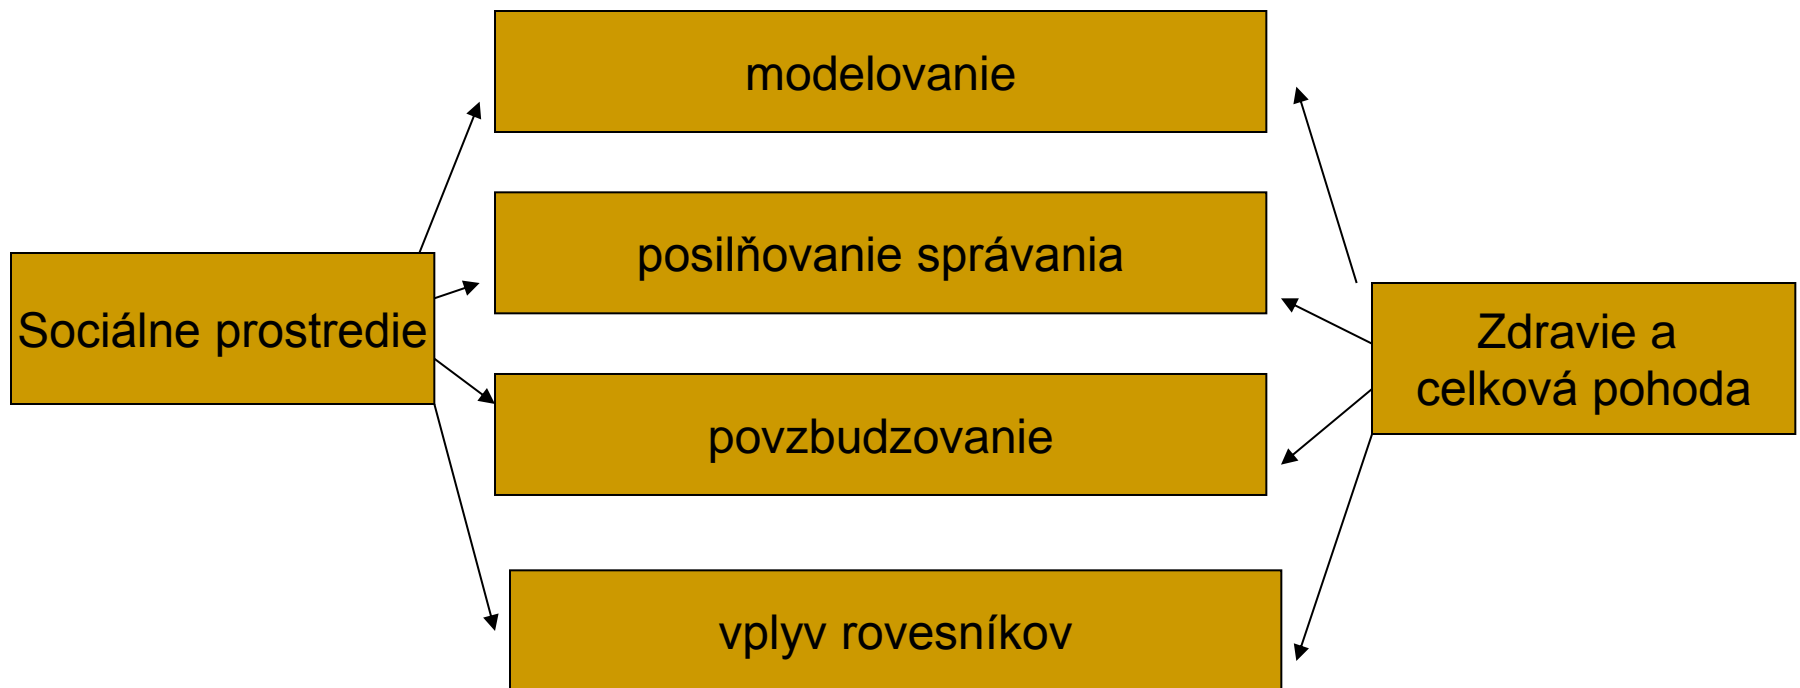 modelovanie
posilňovanie správania
Sociálne prostredie
Zdravie a
celková pohoda
povzbudzovanie
vplyv rovesníkov